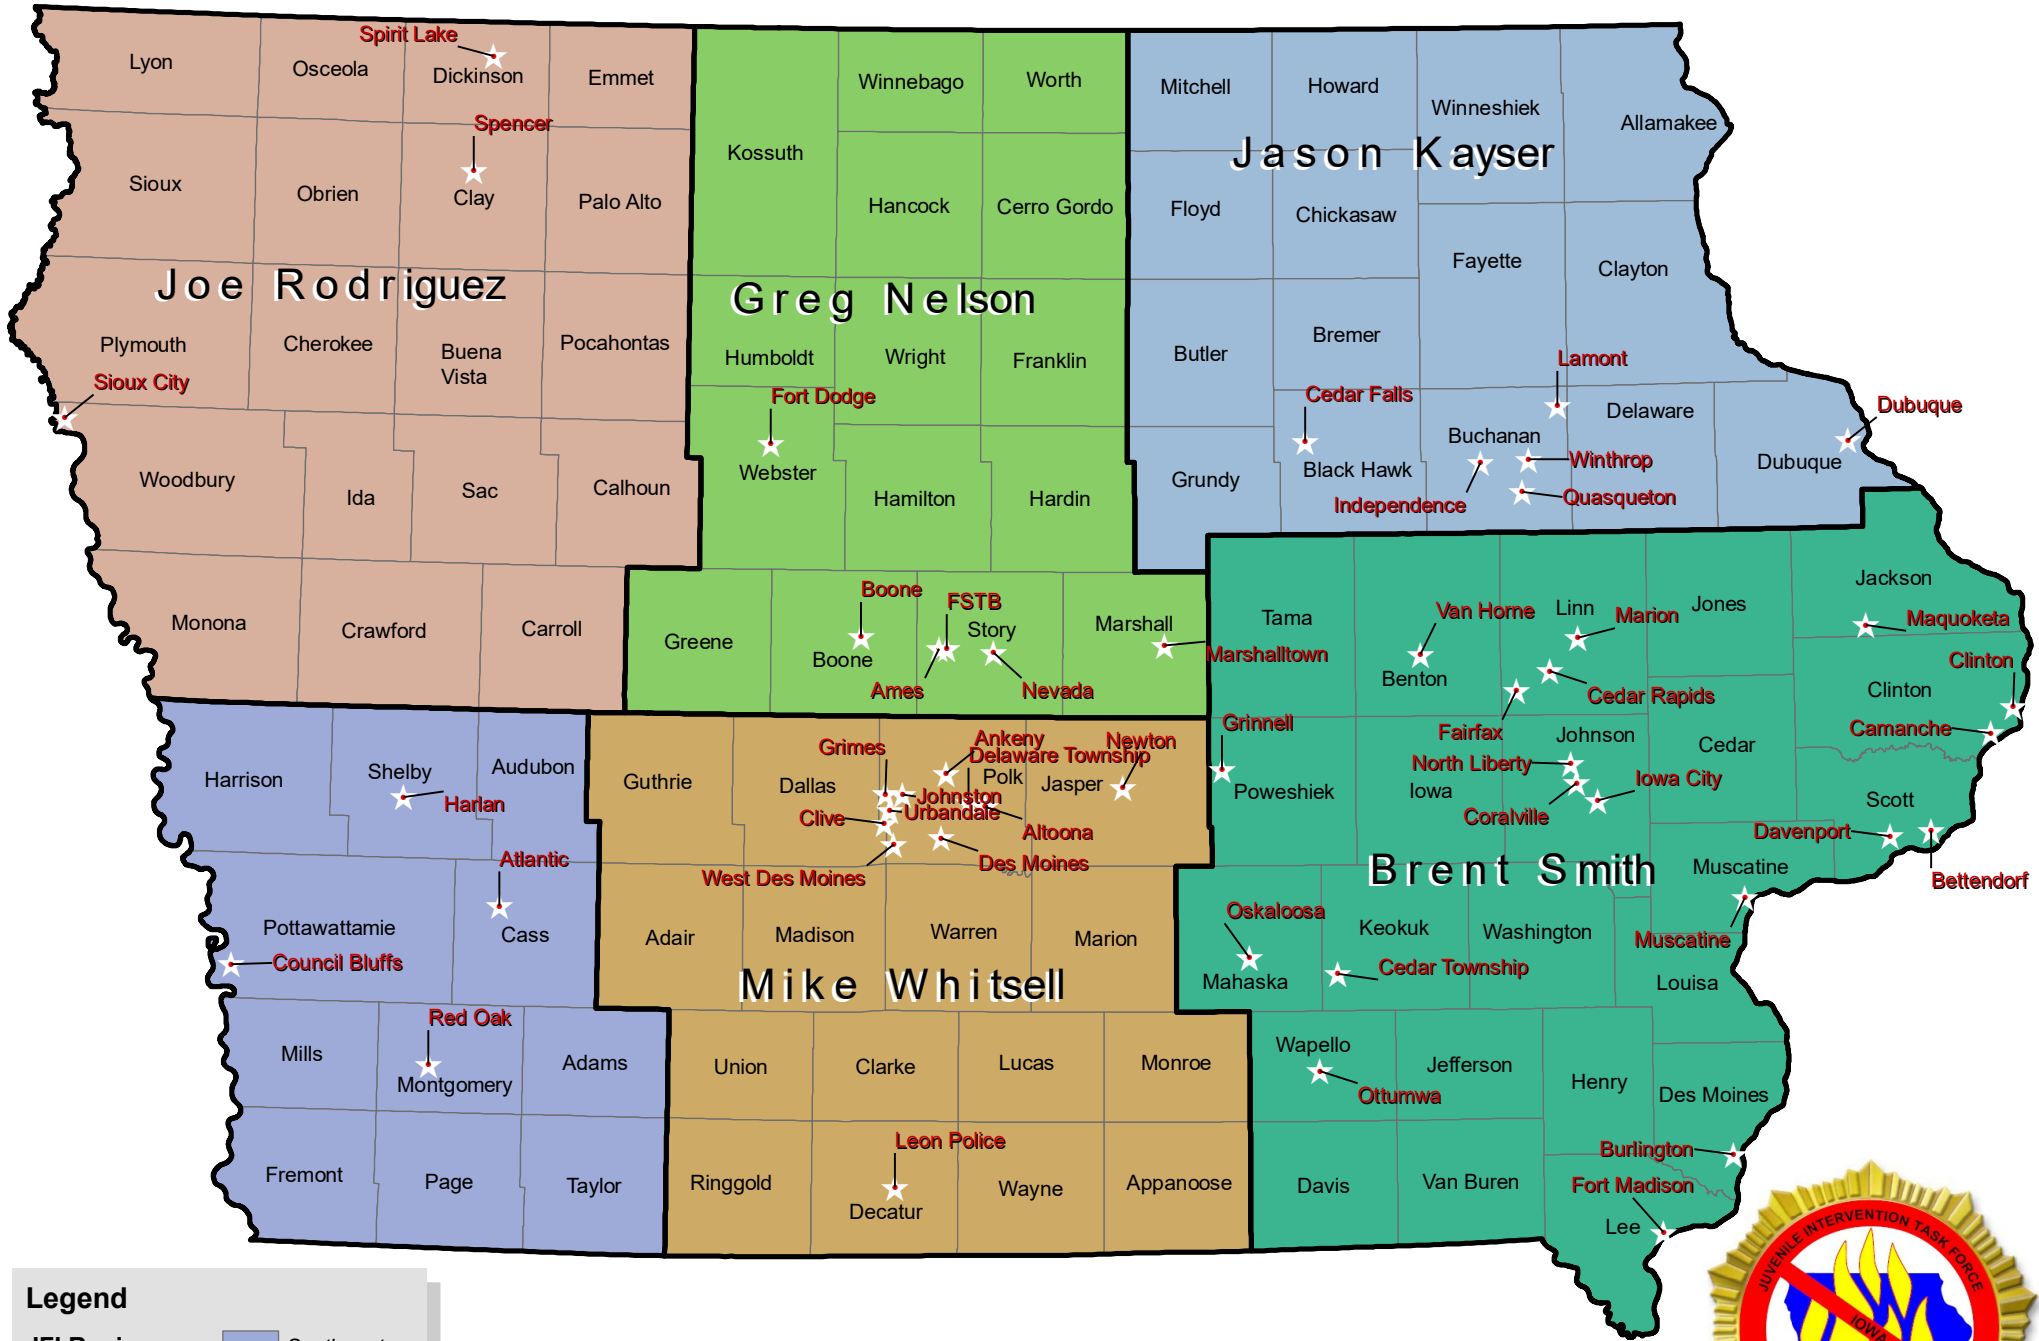 Spirit Lake
Lyon
Osceola
Dickinson
Emmet
Spencer
Sioux
Obrien
Clay
Palo Alto
Joe Rodriguez
Plymouth
Cherokee
Buena
Vista
Pocahontas
Sioux City
Woodbury
Ida
Sac
Calhoun
Monona
Crawford
Carroll
Winnebago
Worth
Kossuth
Hancock
Cerro Gordo
Greg Nelson
Humboldt
Wright
Franklin
Fort Dodge
Webster
Hamilton
Hardin
Boone
FSTB
Greene
Boone
Story
Marshall
Marshalltown
Ames
Nevada
Mitchell
Howard
Winneshiek
Allamakee
Jason Kayser
Floyd
Chickasaw
Fayette
Clayton
Butler
Bremer
Lamont
Cedar Falls
Delaware
Dubuque
Buchanan
Grundy
Black Hawk
Winthrop
Dubuque
Independence
Quasqueton
Harrison
Shelby
Audubon
Harlan
Atlantic
Pottawattamie
Cass
Council Bluffs
Red Oak
Mills
Montgomery
Adams
Fremont
Page
Taylor
Grimes
Ankeny
Newton
Delaware Township
Guthrie
Dallas
Polk
Jasper
Johnston
Clive
Urbandale
Altoona
Des Moines
West Des Moines
Adair
Madison
Warren
Marion
Mike Whitsell
Union
Clarke
Lucas
Monroe
Leon Police
Ringgold
Decatur
Wayne
Appanoose
Jackson
Tama
Van Horne
Linn
Marion
Jones
Maquoketa
Benton
Cedar Rapids
Clinton
Clinton
Grinnell
Fairfax
Johnson
Cedar
Camanche
North Liberty
Iowa City
Poweshiek
Iowa
Coralville
Scott
Davenport
Brent Smith
Muscatine
Bettendorf
Oskaloosa
Keokuk
Washington
Muscatine
Mahaska
Cedar Township
Louisa
Wapello
Jefferson
Henry
Des Moines
Ottumwa
Burlington
Davis
Van Buren
Fort Madison
Lee
JUVENILE INTERVENTION TASK FORCE
IOWA
Legend